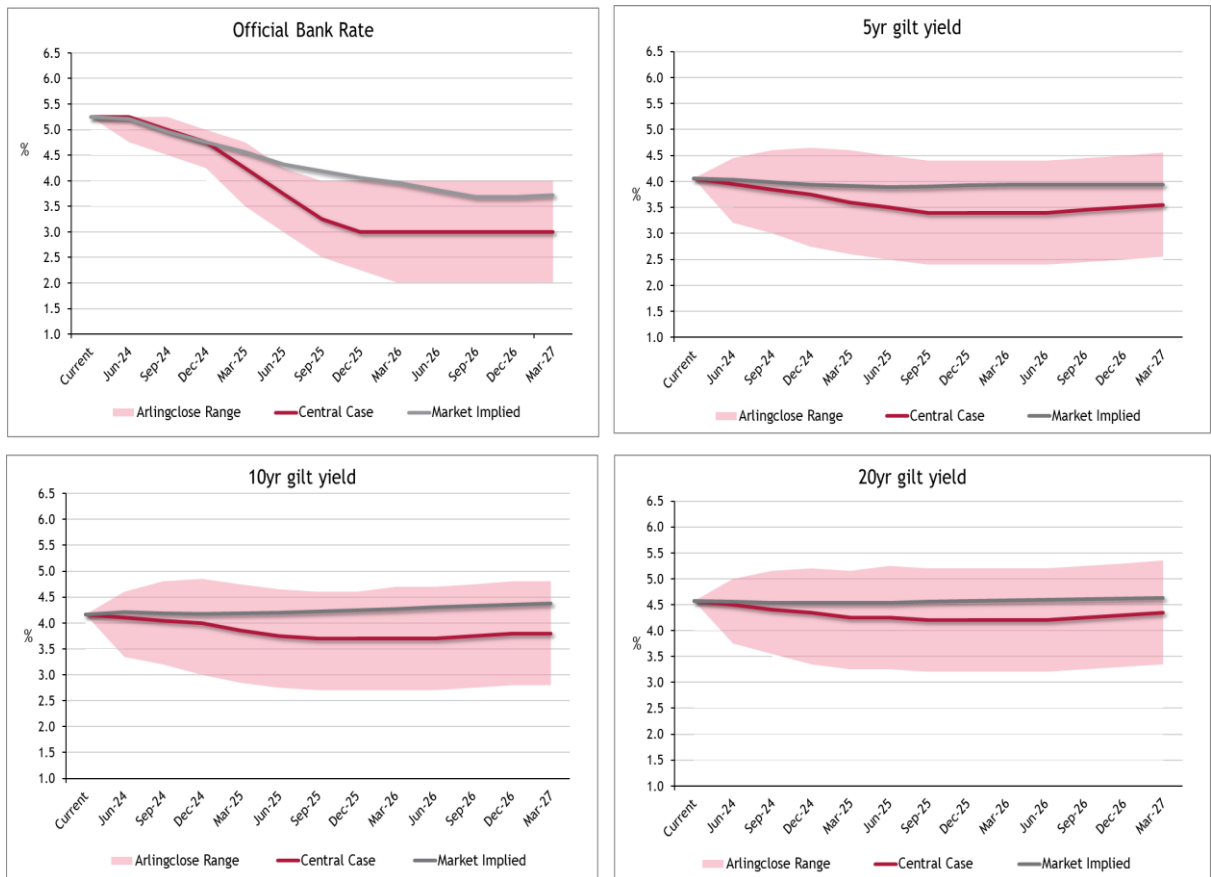 Official Bank Rate
6.5
6.0
5.5
5.0
4.5
4.0
3.5
3.0
2.5
2.0
1.5
1.0
%
Current
Jun-24
Sep-24
Dec-24
Mar-25
Jun-25
Sep-25
Dec-25
Mar-26
Jun-26
Sep-26
Dec-26
Mar-27
Arlingclose Range Central Case Market Implied
5yr gilt yield
6.5
6.0
5.5
5.0
4.5
4.0
3.5
3.0
2.5
2.0
1.5
1.0
%
Current
Jun-24
Sep-24
Dec-24
Mar-25
Jun-25
Sep-25
Dec-25
Mar-26
Jun-26
Sep-26
Dec-26
Mar-27
Arlingclose Range Central Case Market Implied
10yr gilt yield
6.5
6.0
5.5
5.0
4.5
4.0
3.5
3.0
2.5
2.0
1.5
1.0
%
Current
Jun-24
Sep-24
Dec-24
Mar-25
Jun-25
Sep-25
Dec-25
Mar-26
Jun-26
Sep-26
Dec-26
Mar-27
Arlingclose Range Central Case Market Implied
20yr gilt yield
6.5
6.0
5.5
5.0
4.5
4.0
3.5
3.0
2.5
2.0
1.5
1.0
%
Current
Jun-24
Sep-24
Dec-24
Mar-25
Jun-25
Sep-25
Dec-25
Mar-26
Jun-26
Sep-26
Dec-26
Mar-27
Arlingclose Range Central Case Market Implied